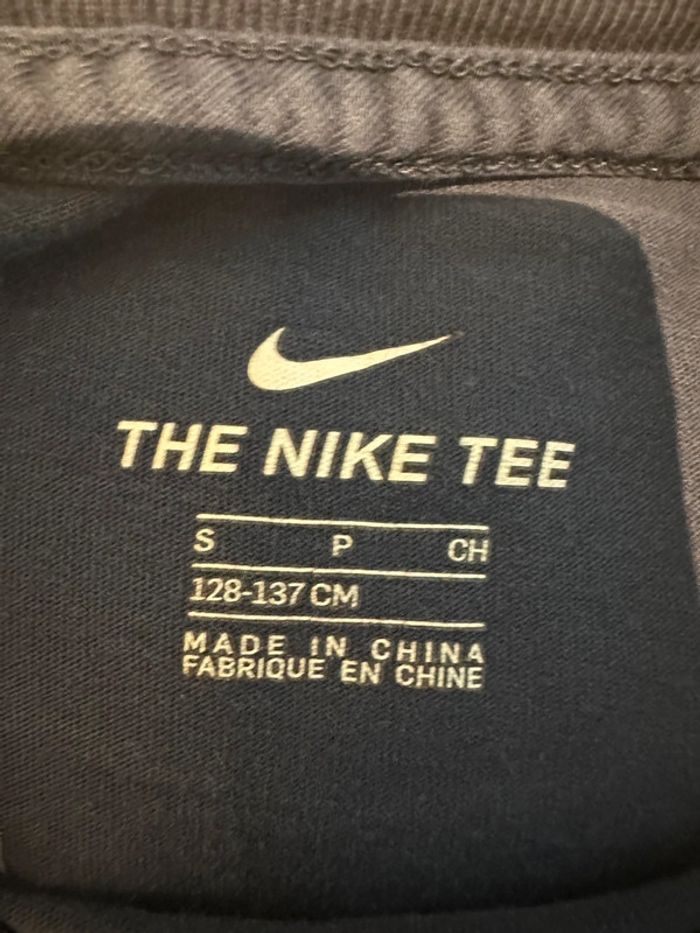 THE NIKE TEE
S P CH
128-137 CM
MADE IN CHINA
FABRIQUE EN CHINE